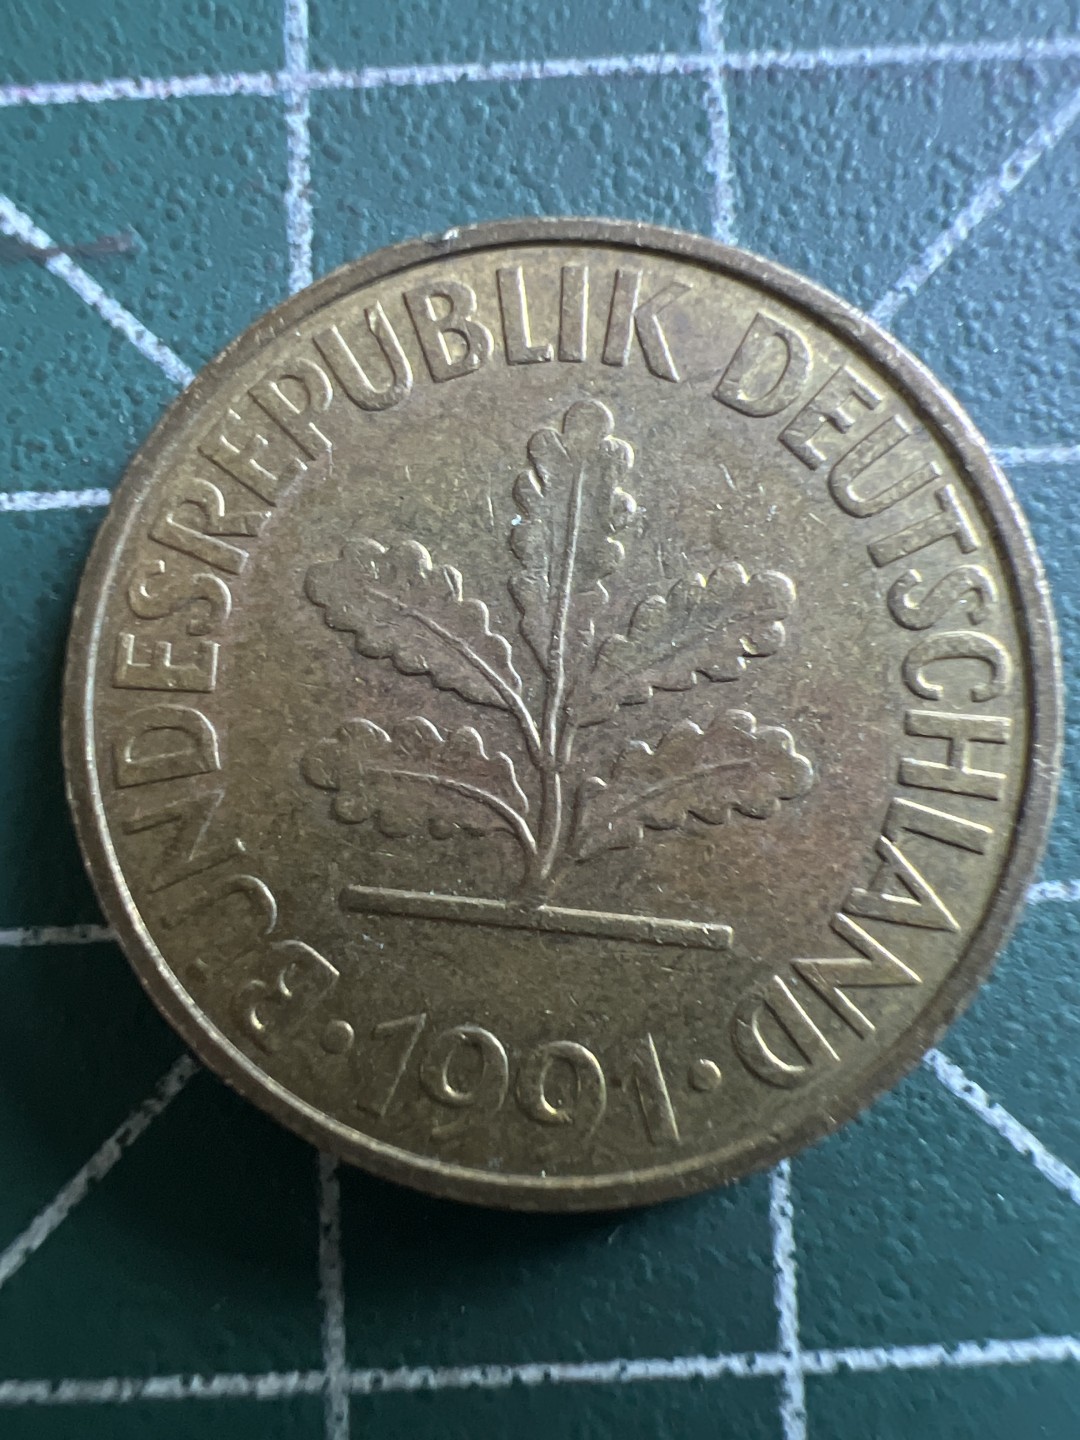 BUNDESREPUBLIK DEUTSCHLAND
· 1991 ·